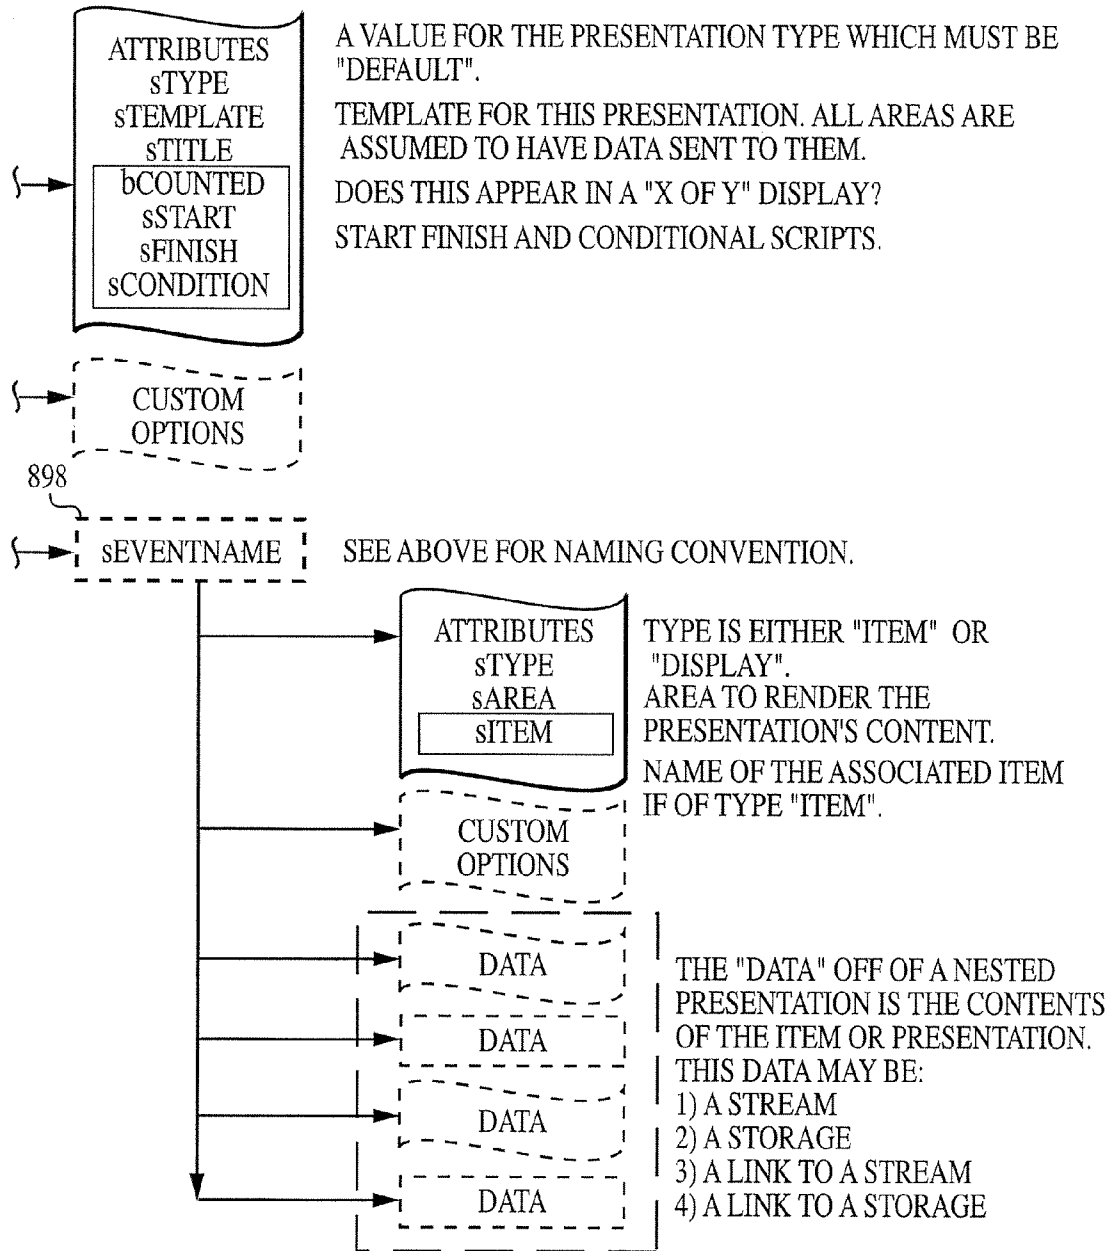 ATTRIBUTES
sTYPE
sTEMPLATE
sTITLE
bCOUNTED
sSTART
sFINISH
sCONDITION
A VALUE FOR THE PRESENTATION TYPE WHICH MUST BE
"DEFAULT".
TEMPLATE FOR THIS PRESENTATION. ALL AREAS ARE
ASSUMED TO HAVE DATA SENT TO THEM.
DOES THIS APPEAR IN A "X OF Y" DISPLAY?
START FINISH AND CONDITIONAL SCRIPTS.
CUSTOM
OPTIONS
898
sEVENTNAME
SEE ABOVE FOR NAMING CONVENTION.
ATTRIBUTES
sTYPE
sAREA
sITEM
TYPE IS EITHER "ITEM" OR
"DISPLAY".
AREA TO RENDER THE
PRESENTATION'S CONTENT.
NAME OF THE ASSOCIATED ITEM
IF OF TYPE "ITEM".
CUSTOM
OPTIONS
DATA
DATA
DATA
DATA
THE "DATA" OFF OF A NESTED
PRESENTATION IS THE CONTENTS
OF THE ITEM OR PRESENTATION.
THIS DATA MAY BE:
1) A STREAM
2) A STORAGE
3) A LINK TO A STREAM
4) A LINK TO A STORAGE